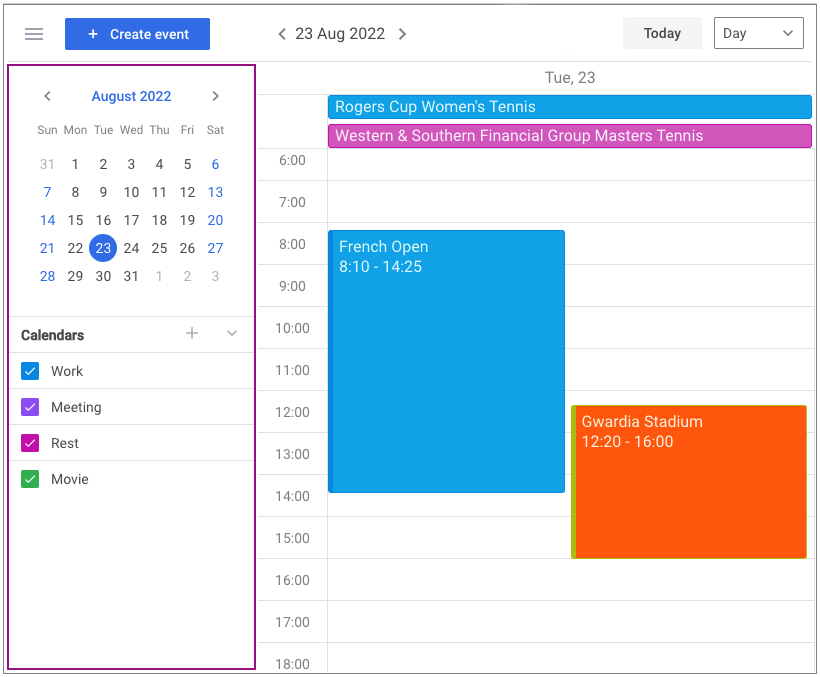 Create event
23 Aug 2022
Today
Day
August 2022
Sun Mon Tue Wed Thu Fri Sat
31 1 2 3 4 5 6
7 8 9 10 11 12 13
14 15 16 17 18 19 20
21 22 23 24 25 26 27
28 29 30 31 1 2 3
Calendars
Work
Meeting
Rest
Movie
Tue, 23
Rogers Cup Women's Tennis
Western & Southern Financial Group Masters Tennis
6:00
7:00
8:00
9:00
10:00
11:00
12:00
13:00
14:00
15:00
16:00
17:00
18:00
French Open
8:10 - 14:25
Gwardia Stadium
12:20 - 16:00